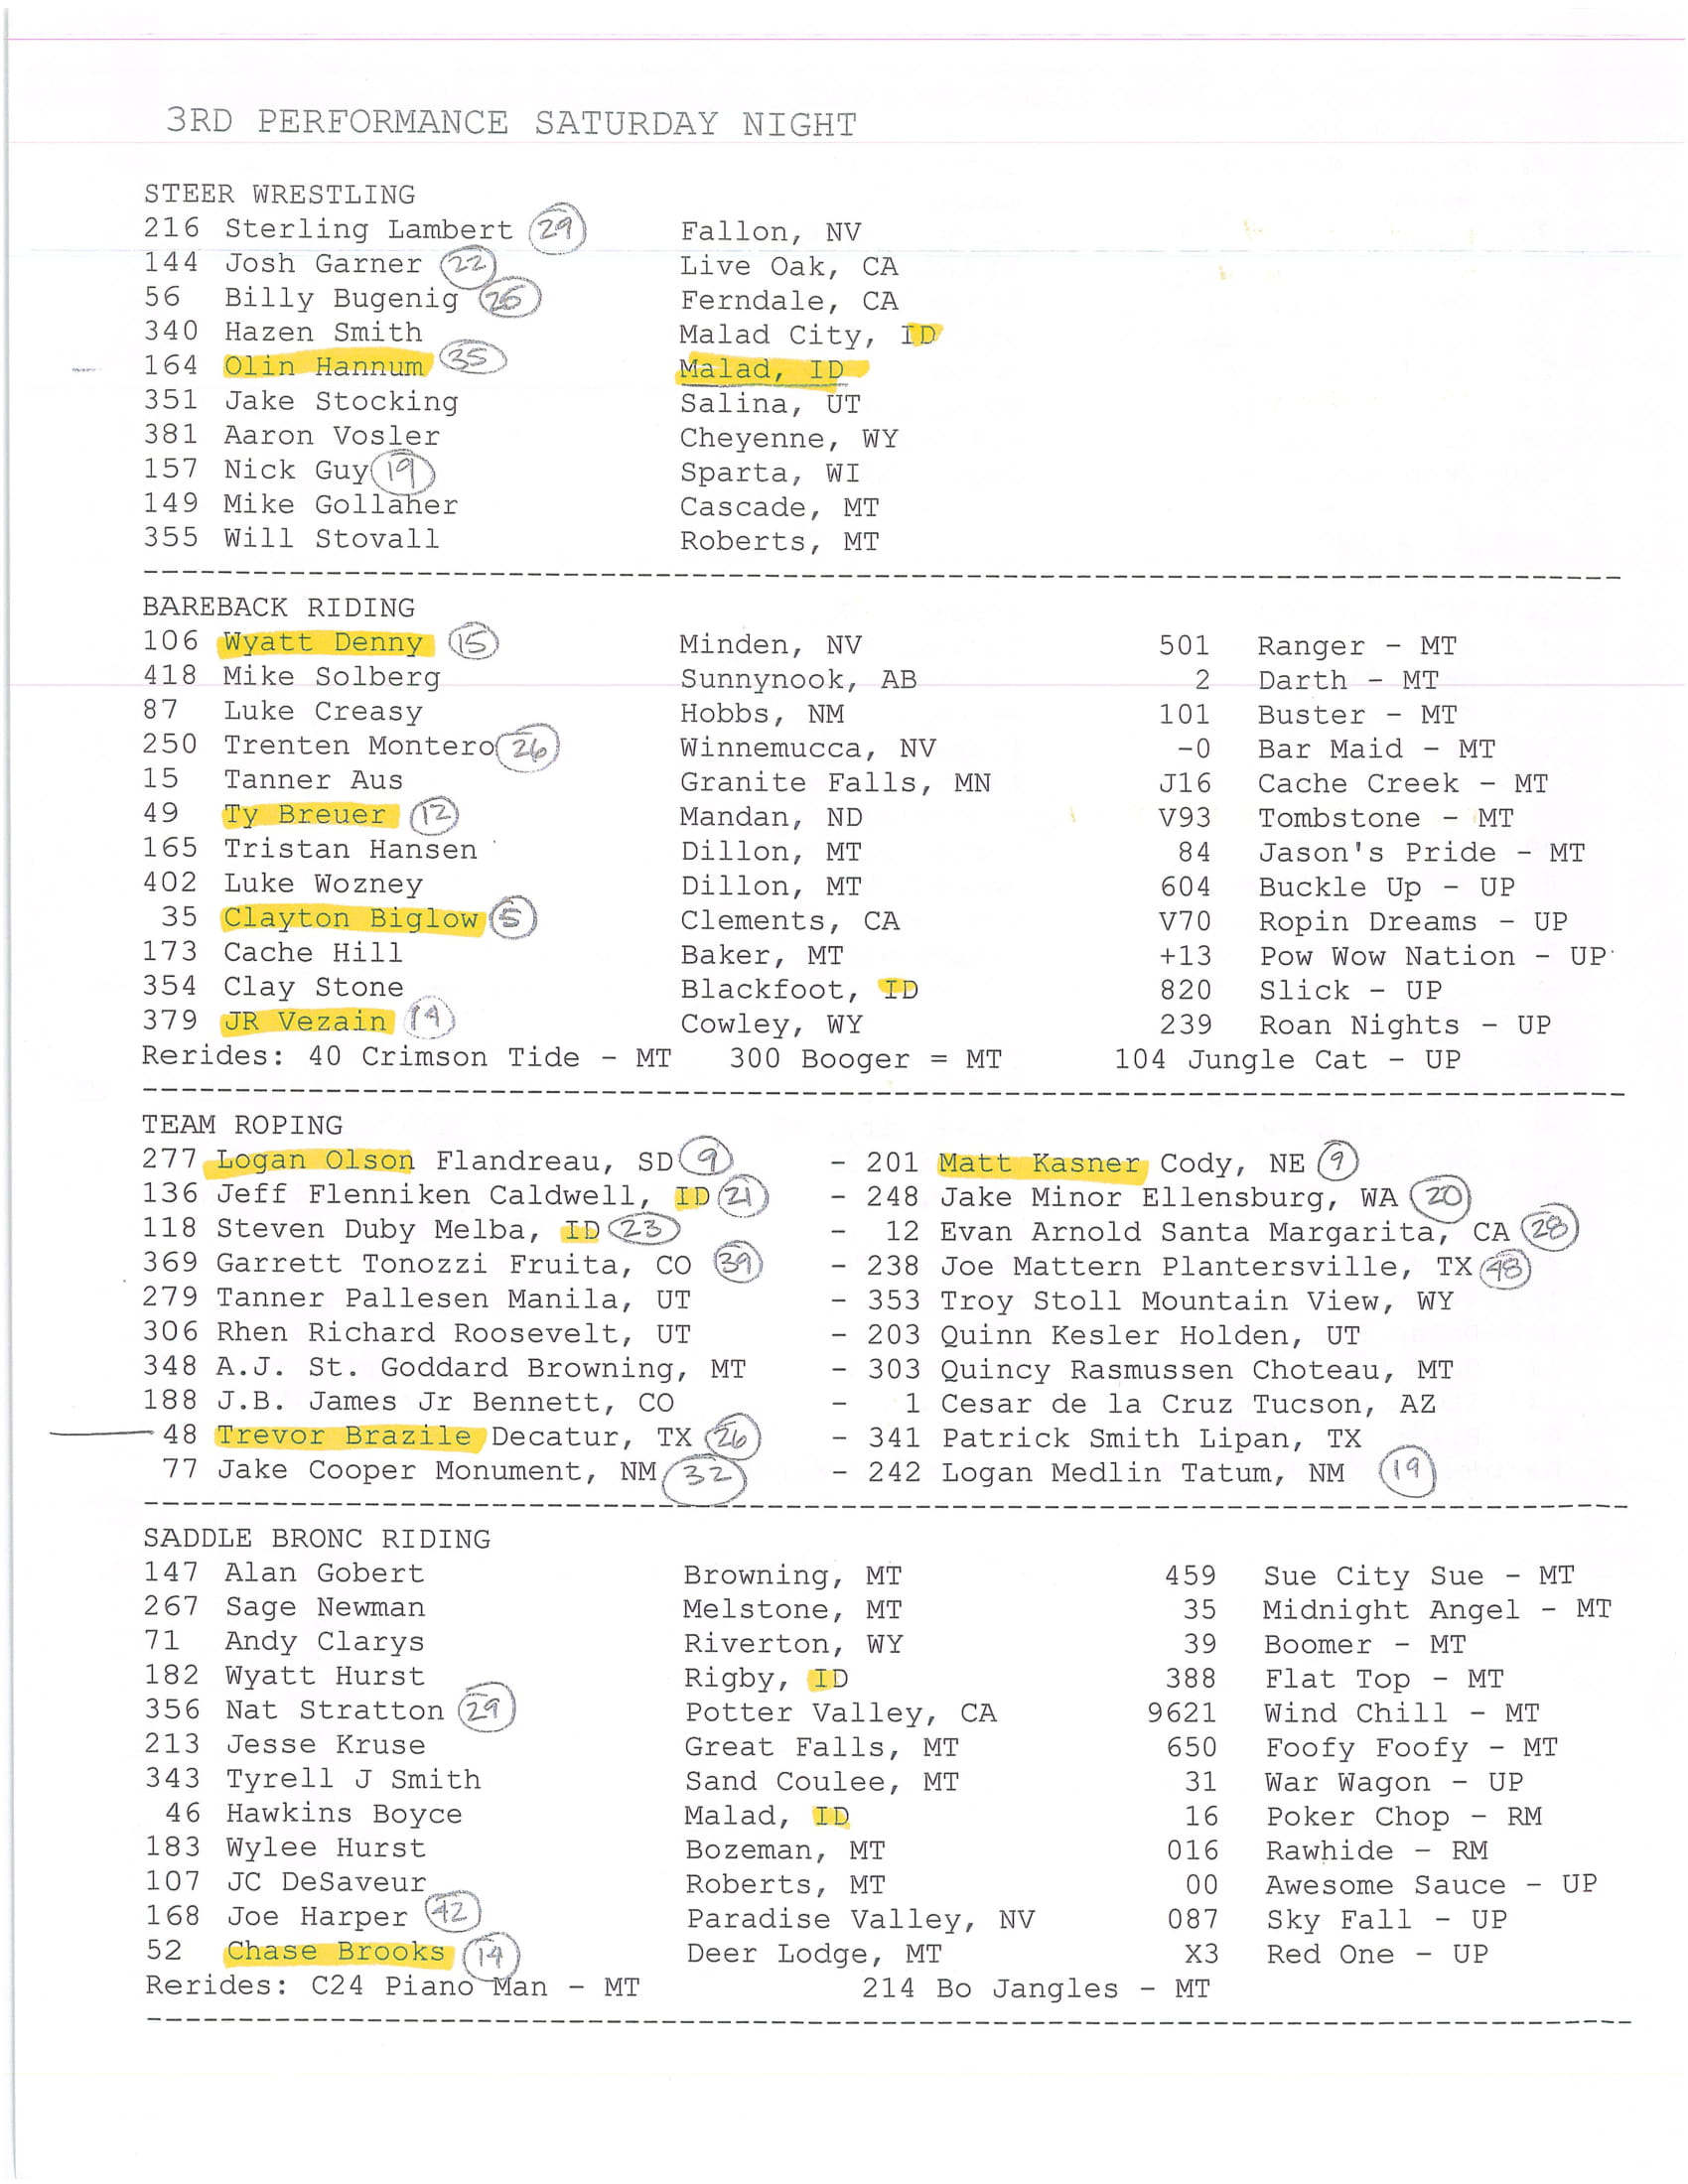 3RD PERFORMANCE SATURDAY NIGHT
STEER WRESTLING
216 Sterling Lambert 29 Fallon, NV
144 Josh Garner 22 Live Oak, CA
56 Billy Bugenig Ferndale, CA
340 Hazen Smith Malad City, ID
164 Olin Hannum 35 Malad, ID
351 Jake Stocking Salina, UT
381 Aaron Vosler Cheyenne, WY
157 Nick Guy 19 Sparta, WI
149 Mike Gollaher Cascade, MT
355 Will Stovall Roberts, MT
BAREBACK RIDING
106 Wyatt Denny 15 Minden, NV 501 Ranger - MT
418 Mike Solberg Sunnynook, AB 2 Darth - MT
87 Luke Creasy Hobbs, NM 101 Buster - MT
250 Trenten Montero 26 Winnemucca, NV -0 Bar Maid - MT
15 Tanner Aus Granite Falls, MN J16 Cache Creek - MT
49 Ty Breuer 12 Mandan, ND V93 Tombstone - MT
165 Tristan Hansen Dillon, MT 84 Jason's Pride - MT
402 Luke Wozney Dillon, MT 604 Buckle Up - UP
35 Clayton Biglow 5 Clements, CA V70 Ropin Dreams - UP
173 Cache Hill Baker, MT +13 Pow Wow Nation - UP
354 Clay Stone Blackfoot, ID 820 Slick - UP
379 JR Vezain Cowley, WY 239 Roan Nights - UP
Rerides: 40 Crimson Tide - MT 300 Booger = MT 104 Jungle Cat - UP
TEAM ROPING
277 Logan Olson Flandreau, SD 9 - 201 Matt Kasner Cody, NE 9
136 Jeff Flenniken Caldwell, ID 21 - 248 Jake Minor Ellensburg, WA 20
118 Steven Duby Melba, ID 23 - 12 Evan Arnold Santa Margarita, CA 28
369 Garrett Tonozzi Fruita, CO 39 - 238 Joe Mattern Plantersville, TX 48
279 Tanner Pallesen Manila, UT - 353 Troy Stoll Mountain View, WY
306 Rhen Richard Roosevelt, UT - 203 Quinn Kesler Holden, UT
348 A.J. St. Goddard Browning, MT - 303 Quincy Rasmussen Choteau, MT
188 J.B. James Jr Bennett, CO - 1 Cesar de la Cruz Tucson, AZ
48 Trevor Brazile Decatur, TX 26 - 341 Patrick Smith Lipan, TX
77 Jake Cooper Monument, NM 32 - 242 Logan Medlin Tatum, NM 19
SADDLE BRONC RIDING
147 Alan Gobert Browning, MT 459 Sue City Sue - MT
267 Sage Newman Melstone, MT 35 Midnight Angel - MT
71 Andy Clarys Riverton, WY 39 Boomer - MT
182 Wyatt Hurst Rigby, ID 388 Flat Top - MT
356 Nat Stratton 29 Potter Valley, CA 9621 Wind Chill - MT
213 Jesse Kruse Great Falls, MT 650 Foofy Foofy - MT
343 Tyrell J Smith Sand Coulee, MT 31 War Wagon - UP
46 Hawkins Boyce Malad, ID 16 Poker Chop - RM
183 Wylee Hurst Bozeman, MT 016 Rawhide - RM
107 JC DeSaveur Roberts, MT 00 Awesome Sauce - UP
168 Joe Harper 42 Paradise Valley, NV 087 Sky Fall - UP
52 Chase Brooks Deer Lodge, MT X3 Red One - UP
Rerides: C24 Piano Man - MT 214 Bo Jangles - MT